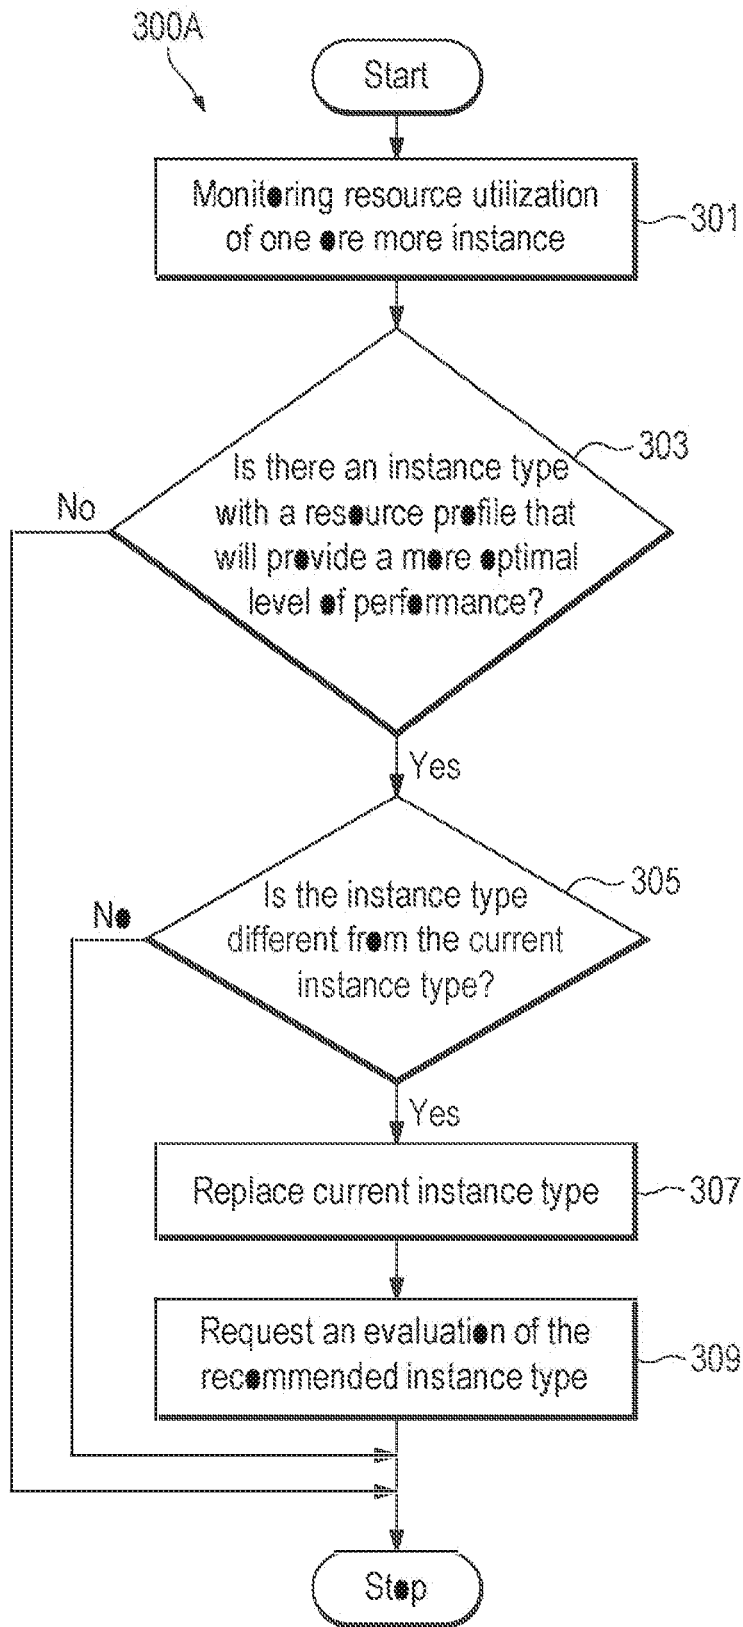 300A
Start
Monitoring resource utilization
of one ore more instance
301
303
Is there an instance type
with a resource profile that
will provide a more optimal
level of performance?
No
Yes
305
Is the instance type
different from the current
instance type?
No
Yes
Replace current instance type
307
Request an evaluation of the
recommended instance type
309
Stop